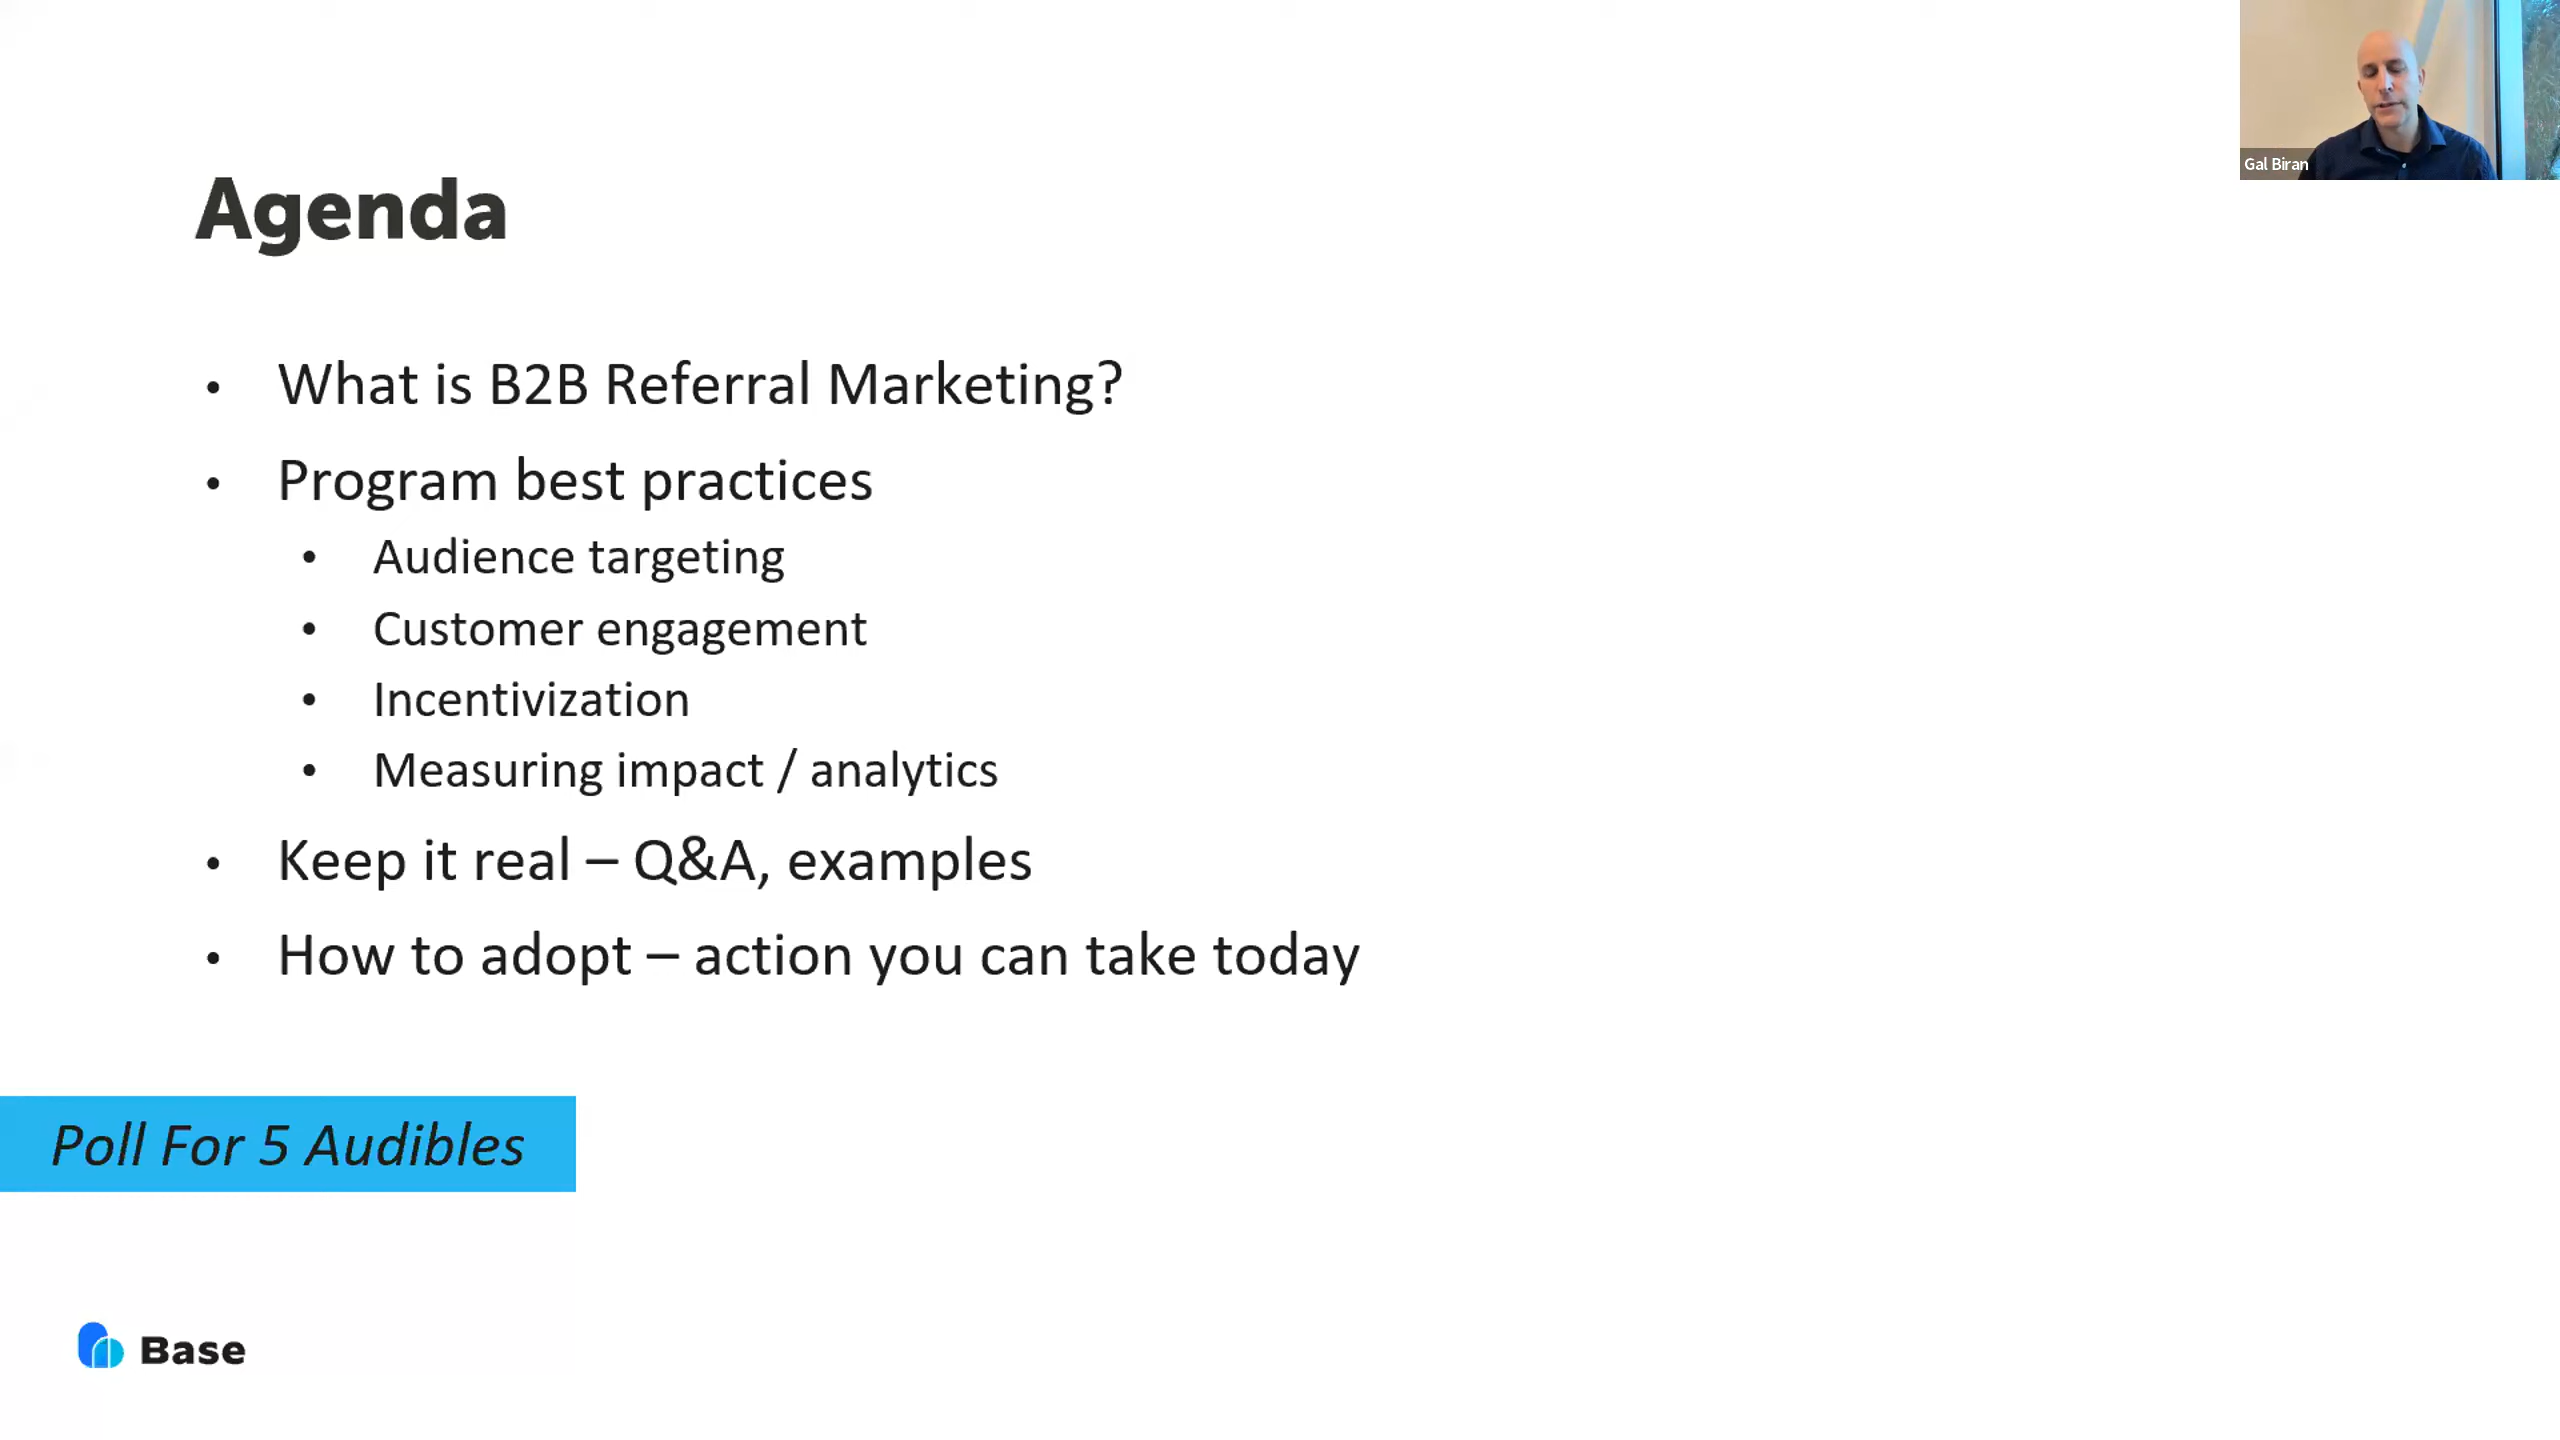 Agenda
• What is B2B Referral Marketing?
• Program best practices
• Audience targeting
• Customer engagement
• Incentivization
• Measuring impact / analytics
• Keep it real – Q&A, examples
• How to adopt – action you can take today
Poll For 5 Audibles
Base
Gal Biran